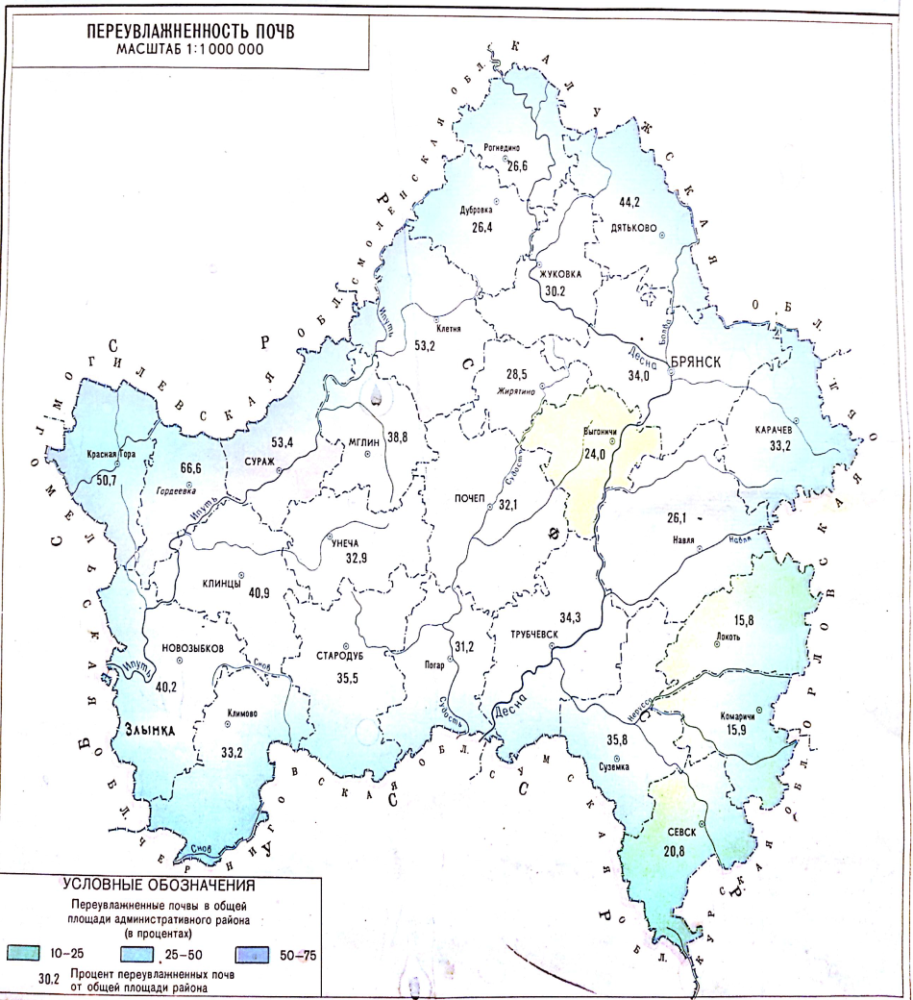 ПЕРЕУВЛАЖНЕННОСТЬ ПОЧВ
МАСШТАБ 1:1 000 000
КАЛУЖСКАЯ ОБЛ.
СМОЛЕНСКАЯ ОБЛ.
Рогнедино
26,6
Дубровка
26,4
44,2
ДЯТЬКОВО
ЖУКОВКА
30.2
Ипуть
Клетня
53,2
Болва
Десна
БРЯНСК
34,0
28,5
Жирятино
Р С Ф С Р
МОГИЛЕВСКАЯ ОБЛ.
Красная Гора
50,7
66,6
Гордеевка
53,4
СУРАЖ
МГЛИН
38,8
Выгоничи
24,0
КАРАЧЕВ
33,2
Судость
ПОЧЕП
32,1
Ипуть
26,1
Навля
Навля
УНЕЧА
32,9
КЛИНЦЫ
40,9
ГОМЕЛЬСКАЯ ОБЛ.
ОРЛОВСКАЯ ОБЛ.
15,8
Локоть
34,3
ТРУБЧЕВСК
31,2
Погар
СТАРОДУБ
35,5
НОВОЗЫБКОВ
40,2
Ипуть
Снов
Климово
33,2
ЗЛЫНКА
Судость
Десна
Нерусса
Комаричи
15,9
35,8
Суземка
СЕВСК
20,8
Снов
ЧЕРНИГОВСКАЯ ОБЛ.
СУМСКАЯ ОБЛ.
КУРСКАЯ ОБЛ.
УСЛОВНЫЕ ОБОЗНАЧЕНИЯ
Переувлажненные почвы в общей
площади административного района
(в процентах)
10–25 25–50 50–75
30.2 Процент переувлажненных почв
от общей площади района